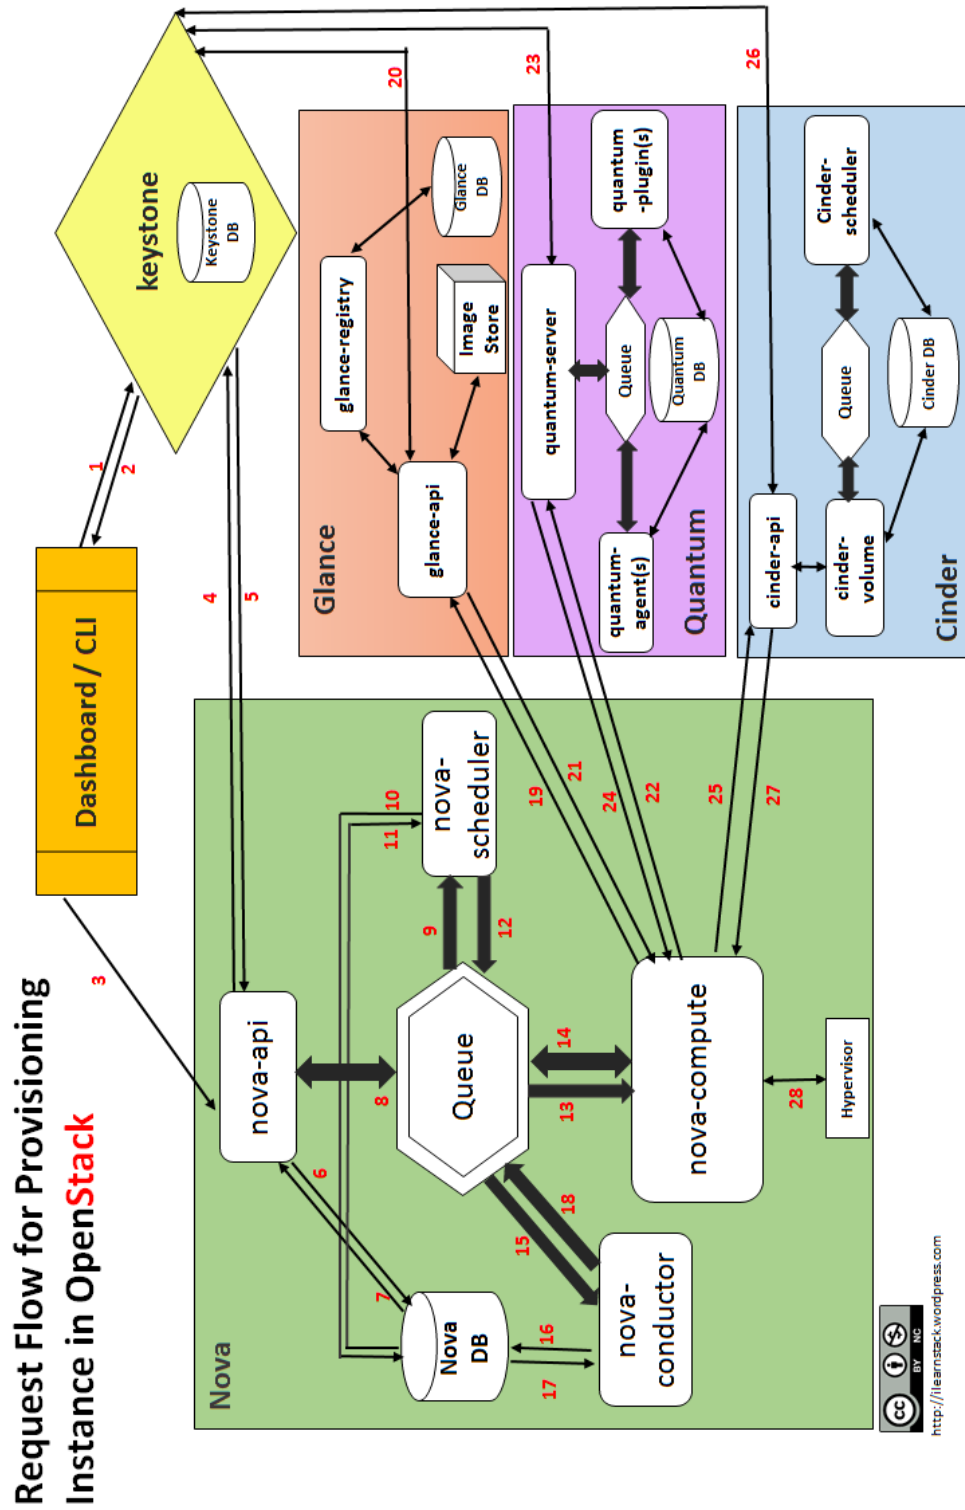 Request Flow for Provisioning
Instance in OpenStack
Dashboard / CLI
keystone
Keystone
DB
1
2
3
4
5
Nova
nova-api
6
7
8
Nova
DB
Queue
9
10
11
12
nova-
scheduler
13
14
15
16
17
18
nova-
conductor
nova-compute
28
Hypervisor
19
21
24
22
25
27
Glance
glance-api
glance-registry
Glance
DB
Image
Store
20
Quantum
quantum-server
quantum-
agent(s)
Queue
quantum
-plugin(s)
Quantum
DB
23
Cinder
cinder-api
cinder-
volume
Queue
Cinder-
scheduler
Cinder DB
26
cc
BY NC
http://ilearnstack.wordpress.com